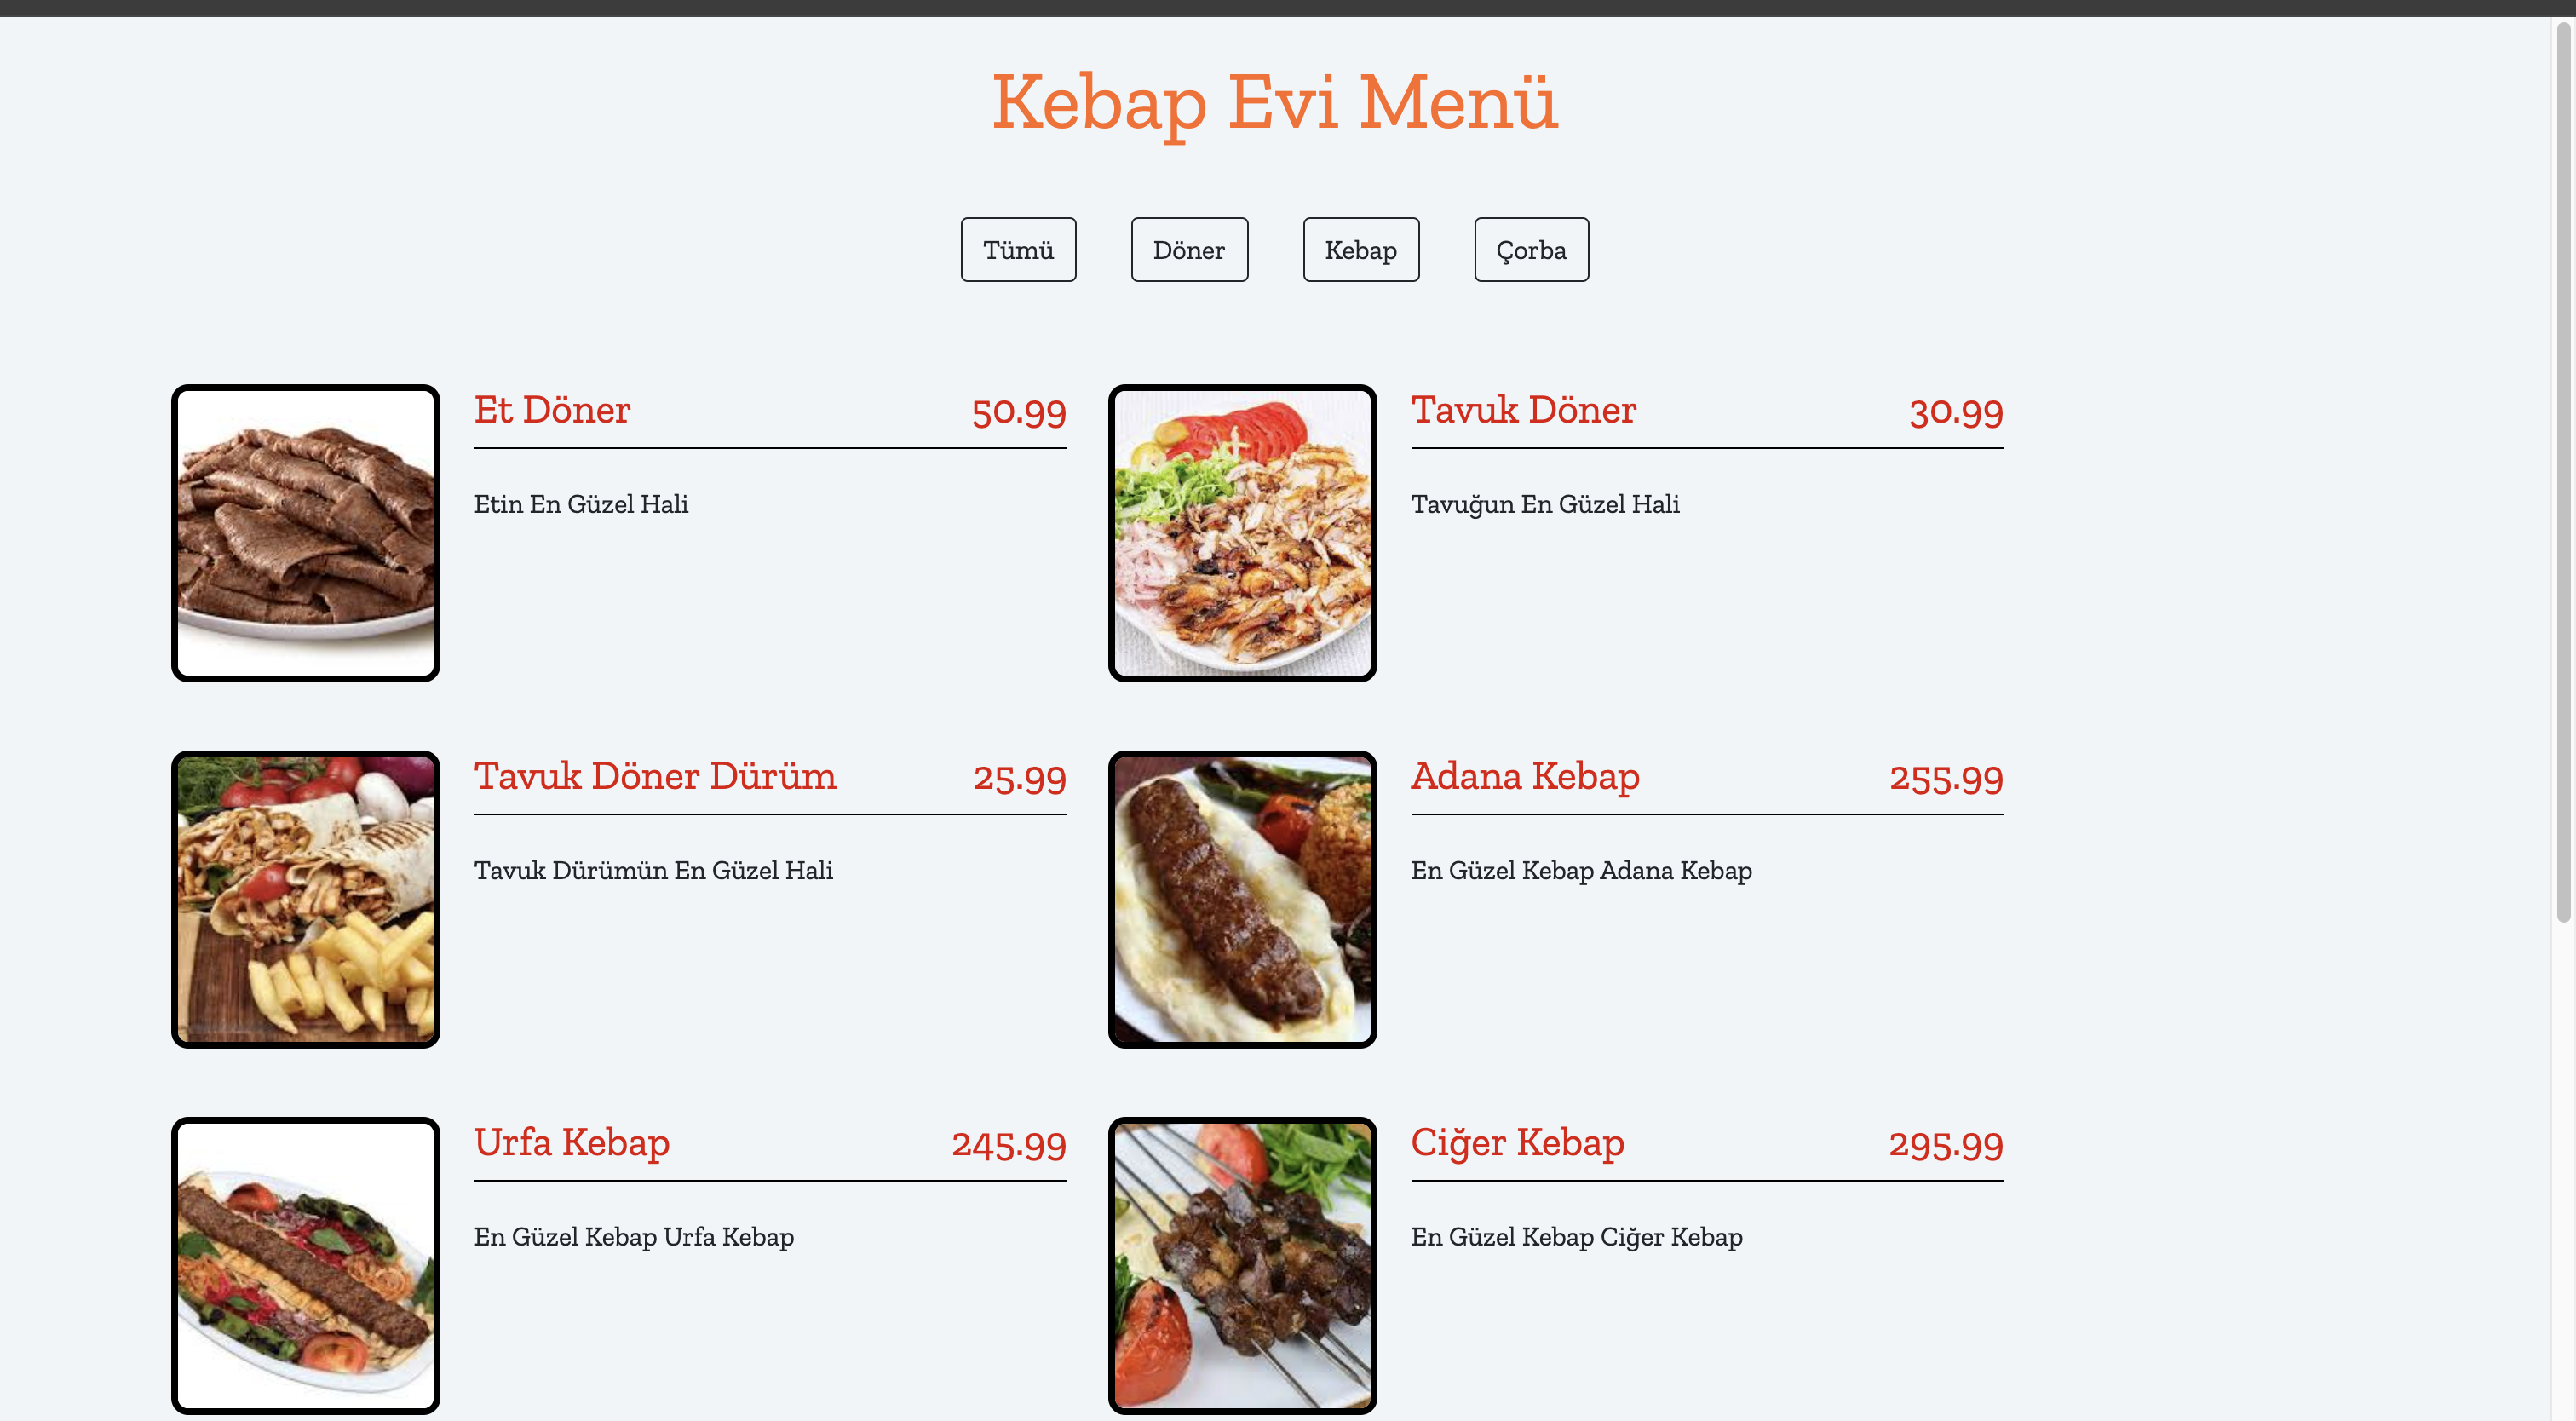 Kebap Evi Menü
Tümü
Döner
Kebap
Çorba
Et Döner 50.99
Etin En Güzel Hali
Tavuk Döner 30.99
Tavuğun En Güzel Hali
Tavuk Döner Dürüm 25.99
Tavuk Dürümün En Güzel Hali
Adana Kebap 255.99
En Güzel Kebap Adana Kebap
Urfa Kebap 245.99
En Güzel Kebap Urfa Kebap
Ciğer Kebap 295.99
En Güzel Kebap Ciğer Kebap